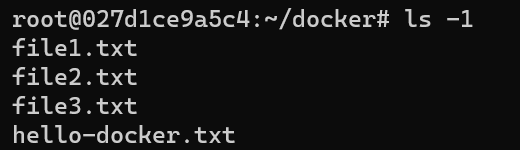 root@027d1ce9a5c4:~/docker# ls -1
file1.txt
file2.txt
file3.txt
hello-docker.txt